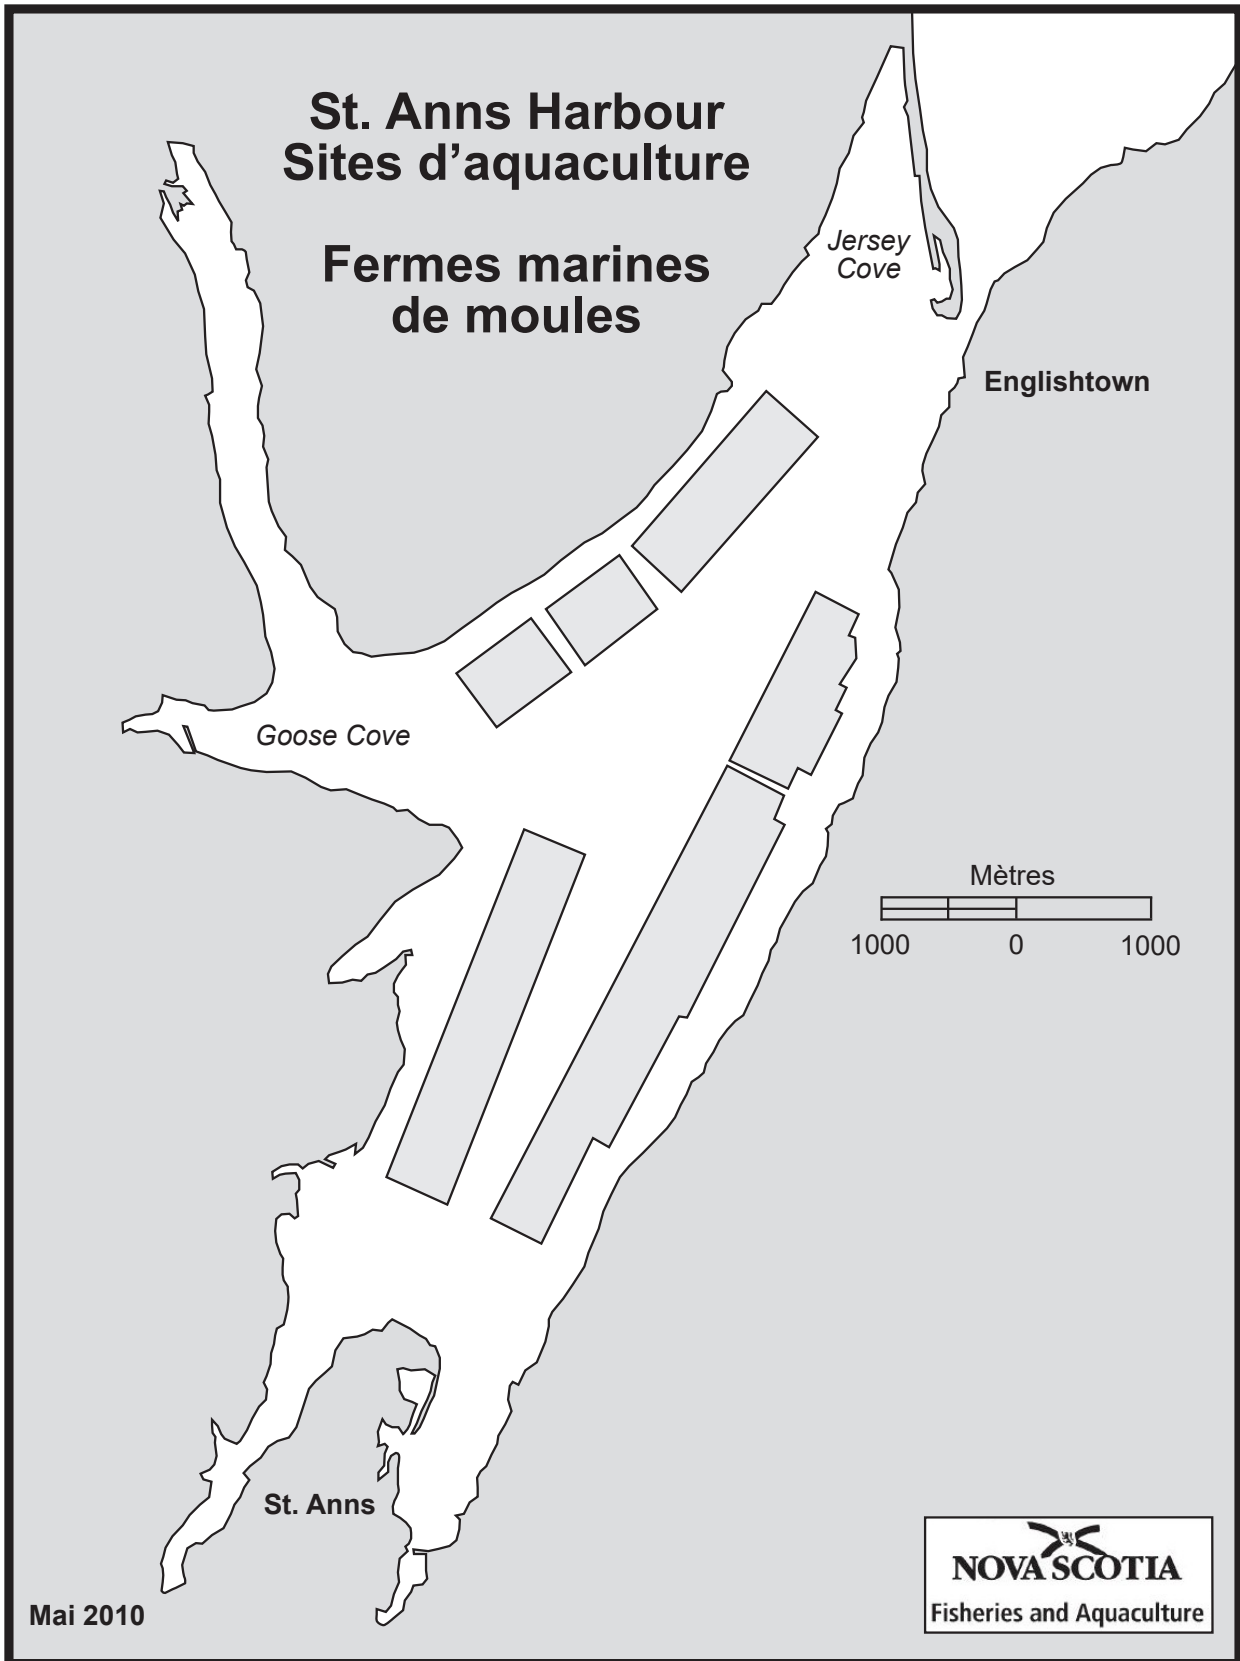 St. Anns Harbour
Sites d'aquaculture
Fermes marines
de moules
Jersey
Cove
Englishtown
Goose Cove
Mètres
1000 0 1000
St. Anns
Mai 2010
NOVA SCOTIA
Fisheries and Aquaculture